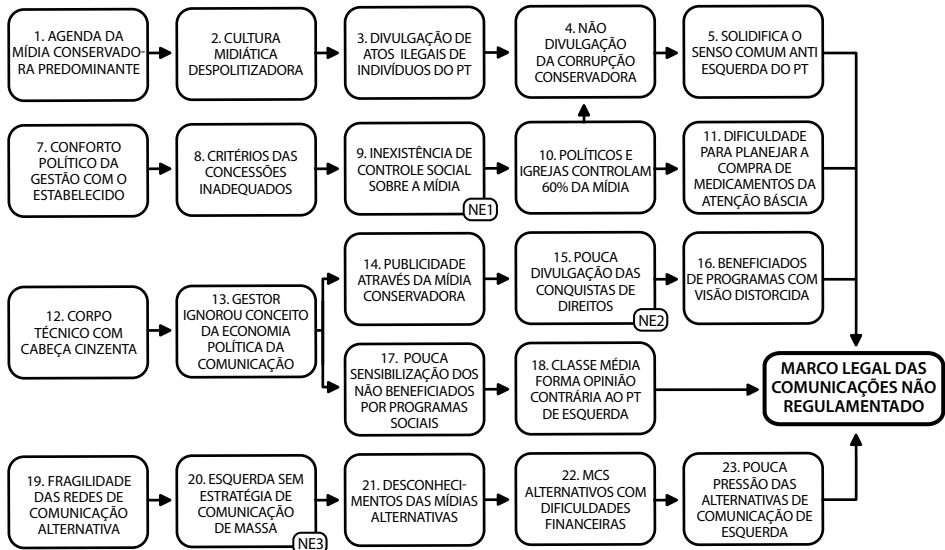 1. AGENDA DA
MÍDIA CONSERVADO-
RA PREDOMINANTE
2. CULTURA
MIDIÁTICA
DESPOLITIZADORA
3. DIVULGAÇÃO DE
ATOS ILEGAIS DE
INDIVÍDUOS DO PT
4. NÃO
DIVULGAÇÃO
DA CORRUPÇÃO
CONSERVADORA
5. SOLIDIFICA O
SENSO COMUM ANTI
ESQUERDA DO PT
7. CONFORTO
POLÍTICO DA
GESTÃO COM O
ESTABELECIDO
8. CRITÉRIOS DAS
CONCESSÕES
INADEQUADOS
9. INEXISTÊNCIA DE
CONTROLE SOCIAL
SOBRE A MÍDIA
NE1
10. POLÍTICOS E
IGREJAS CONTROLAM
60% DA MÍDIA
11. DIFICULDADE
PARA PLANEJAR A
COMPRA DE
MEDICAMENTOS DA
ATENÇÃO BÁSCIA
12. CORPO
TÉCNICO COM
CABEÇA CINZENTA
13. GESTOR
IGNOROU CONCEITO
DA ECONOMIA
POLÍTICA DA
COMUNICAÇÃO
14. PUBLICIDADE
ATRAVÉS DA MÍDIA
CONSERVADORA
15. POUCA
DIVULGAÇÃO DAS
CONQUISTAS DE
DIREITOS
NE2
16. BENEFICIADOS
DE PROGRAMAS COM
VISÃO DISTORCIDA
17. POUCA
SENSIBILIZAÇÃO DOS
NÃO BENEFICIADOS
POR PROGRAMAS
SOCIAIS
18. CLASSE MÉDIA
FORMA OPINIÃO
CONTRÁRIA AO PT
DE ESQUERDA
MARCO LEGAL DAS
COMUNICAÇÕES NÃO
REGULAMENTADO
19. FRAGILIDADE
DAS REDES DE
COMUNICAÇÃO
ALTERNATIVA
20. ESQUERDA SEM
ESTRATÉGIA DE
COMUNICAÇÃO
DE MASSA
NE3
21. DESCONHECI-
MENTOS DAS MÍDIAS
ALTERNATIVAS
22. MCS
ALTERNATIVOS COM
DIFICULDADES
FINANCEIRAS
23. POUCA
PRESSÃO DAS
ALTERNATIVAS DE
COMUNICAÇÃO DE
ESQUERDA